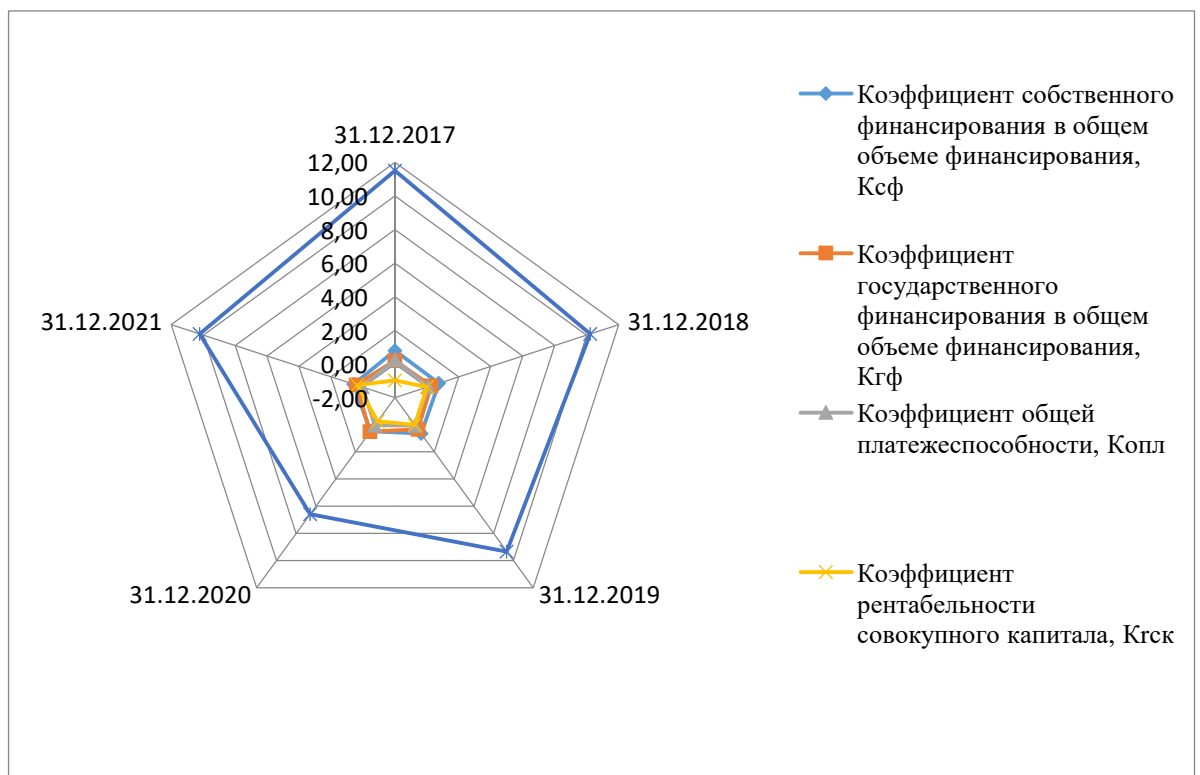 31.12.2017
12,00
10,00
8,00
6,00
4,00
2,00
0,00
-2,00
31.12.2018
31.12.2019
31.12.2020
31.12.2021
Коэффициент собственного
финансирования в общем
объеме финансирования,
Ксф
Коэффициент
государственного
финансирования в общем
объеме финансирования,
Кгф
Коэффициент общей
платежеспособности, Копл
Коэффициент
рентабельности
совокупного капитала, Кrск